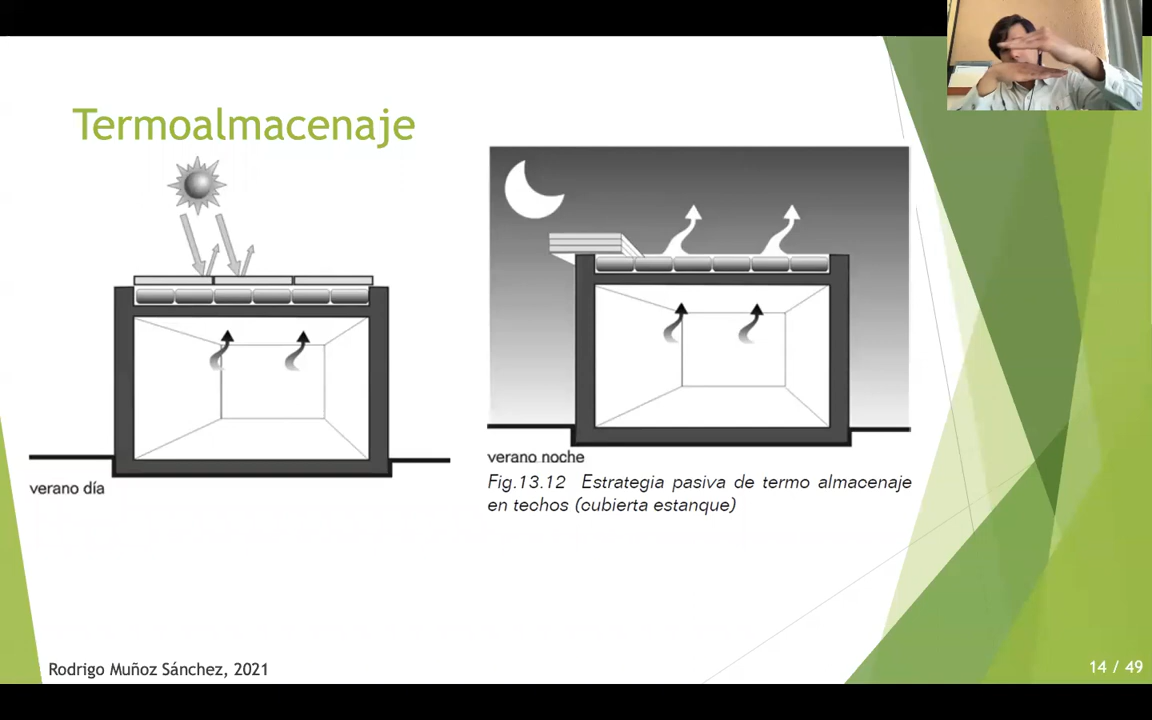 Termoalmacenaje
verano día
verano noche
Fig.13.12 Estrategia pasiva de termo almacenaje
en techos (cubierta estanque)
Rodrigo Muñoz Sánchez, 2021
14 / 49